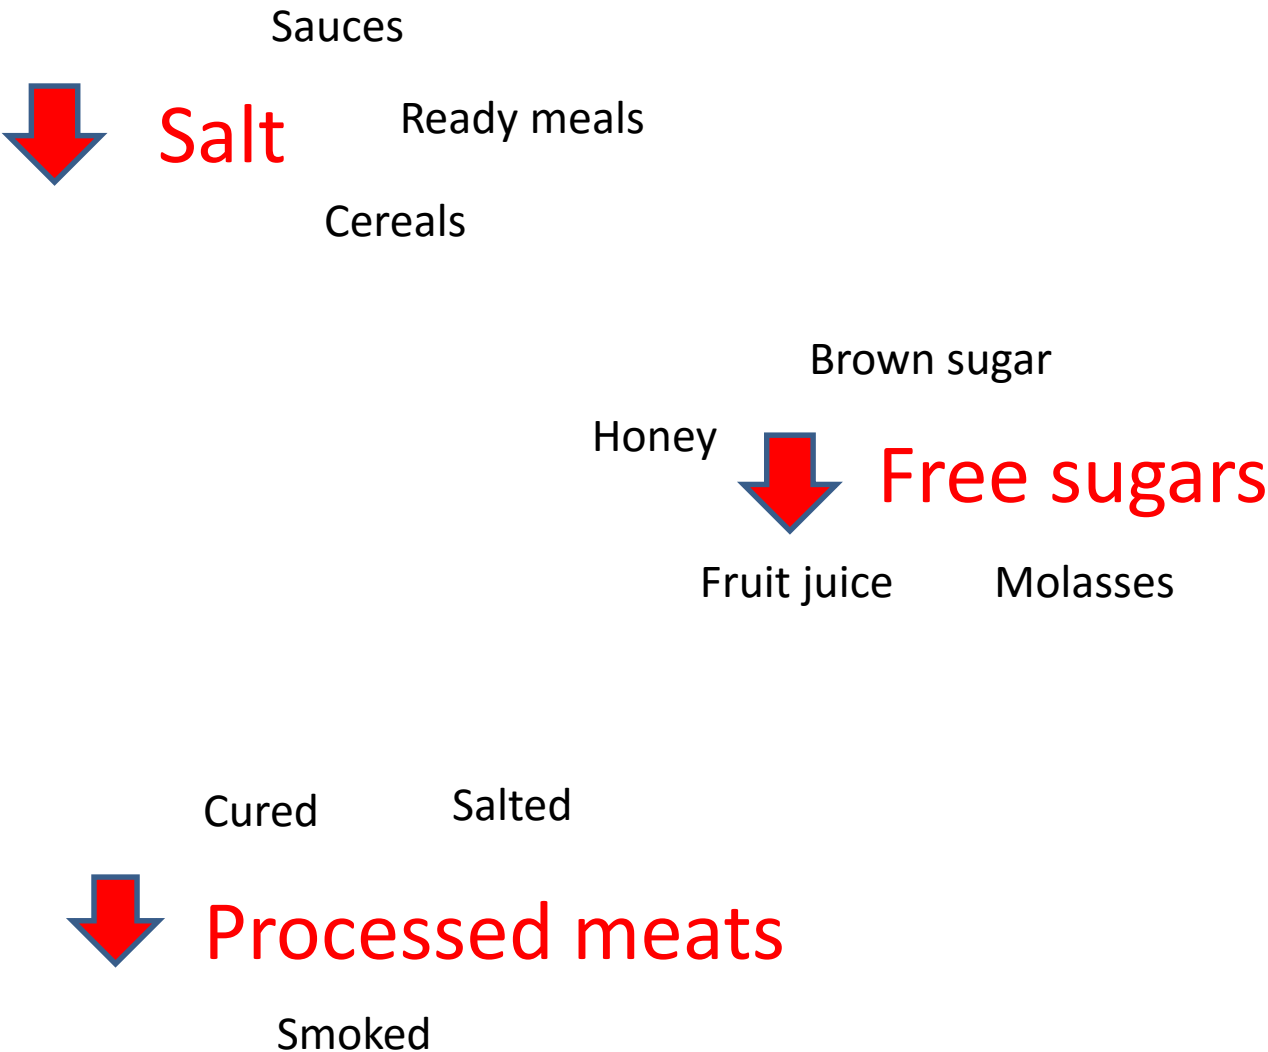 Sauces
Salt
Ready meals
Cereals
Brown sugar
Honey
Free sugars
Fruit juice
Molasses
Cured
Salted
Processed meats
Smoked